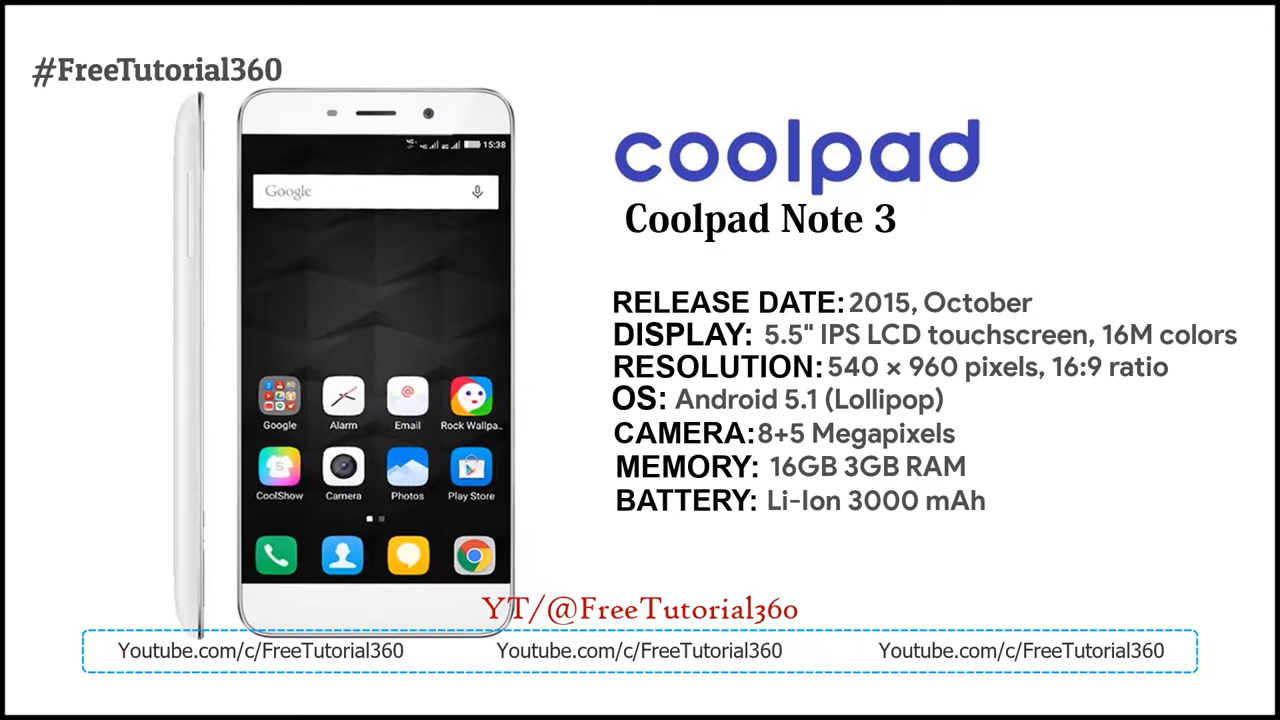 #FreeTutorial360
15:38
Google
Google Alarm Email Rock Wallpa..
CoolShow Camera Photos Play Store
coolpad
Coolpad Note 3
RELEASE DATE: 2015, October
DISPLAY: 5.5" IPS LCD touchscreen, 16M colors
RESOLUTION: 540 × 960 pixels, 16:9 ratio
OS: Android 5.1 (Lollipop)
CAMERA: 8+5 Megapixels
MEMORY: 16GB 3GB RAM
BATTERY: Li-Ion 3000 mAh
YT/@FreeTutorial360
Youtube.com/c/FreeTutorial360 Youtube.com/c/FreeTutorial360 Youtube.com/c/FreeTutorial360